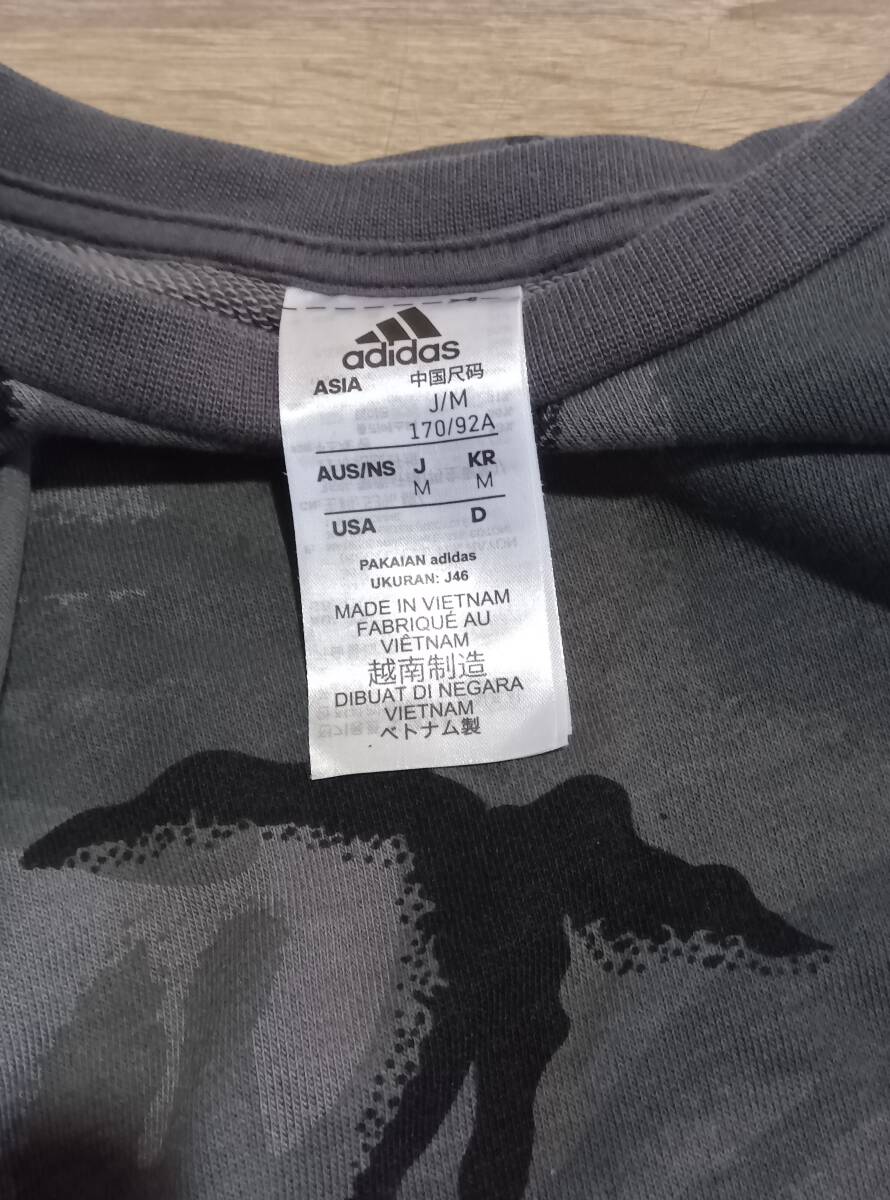 adidas
ASIA 中国尺码
J/M
170/92A
AUS/NS J KR
M M
USA D
PAKAIAN adidas
UKURAN: J46
MADE IN VIETNAM
FABRIQUÉ AU
VIÊTNAM
越南制造
DIBUAT DI NEGARA
VIETNAM
ベトナム製